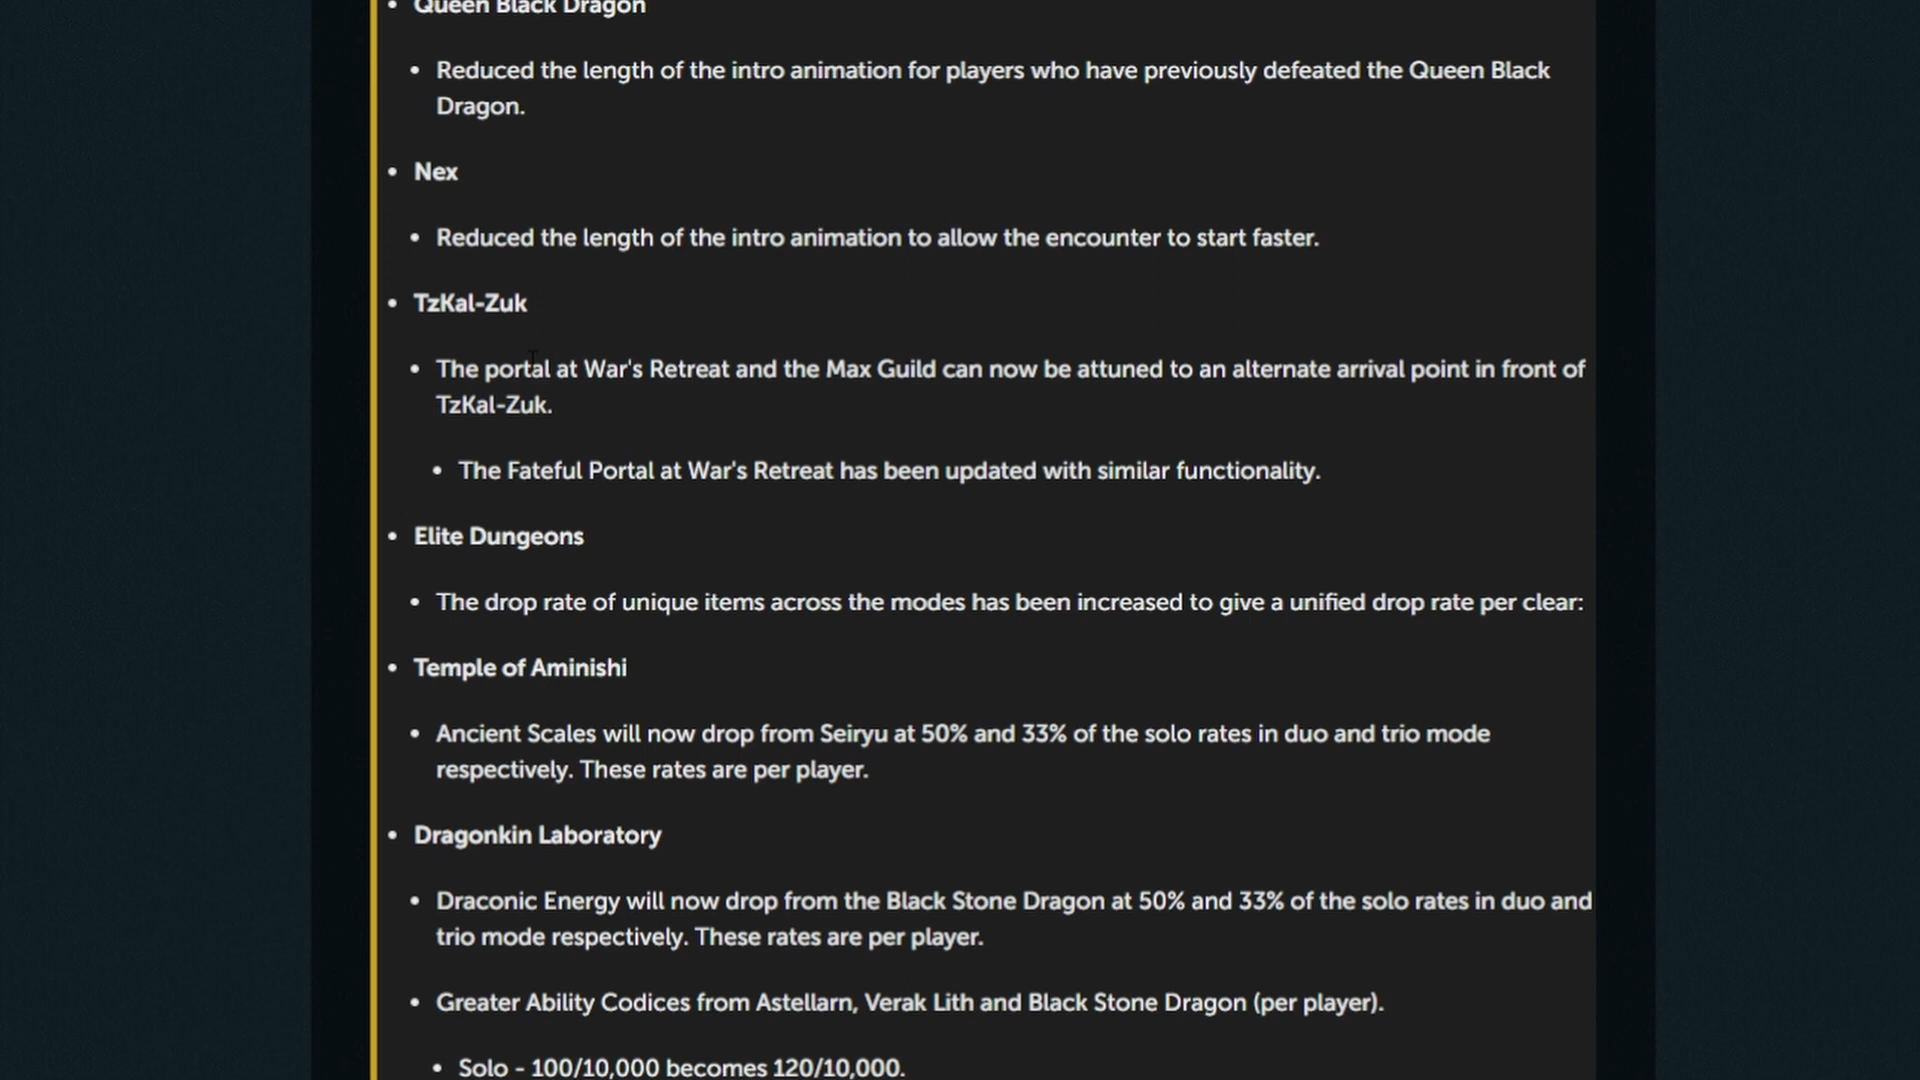 Queen Black Dragon
Reduced the length of the intro animation for players who have previously defeated the Queen Black
Dragon.
Nex
Reduced the length of the intro animation to allow the encounter to start faster.
TzKal-Zuk
The portal at War's Retreat and the Max Guild can now be attuned to an alternate arrival point in front of
TzKal-Zuk.
The Fateful Portal at War's Retreat has been updated with similar functionality.
Elite Dungeons
The drop rate of unique items across the modes has been increased to give a unified drop rate per clear:
Temple of Aminishi
Ancient Scales will now drop from Seiryu at 50% and 33% of the solo rates in duo and trio mode
respectively. These rates are per player.
Dragonkin Laboratory
Draconic Energy will now drop from the Black Stone Dragon at 50% and 33% of the solo rates in duo and
trio mode respectively. These rates are per player.
Greater Ability Codices from Astellarn, Verak Lith and Black Stone Dragon (per player).
Solo - 100/10,000 becomes 120/10,000.